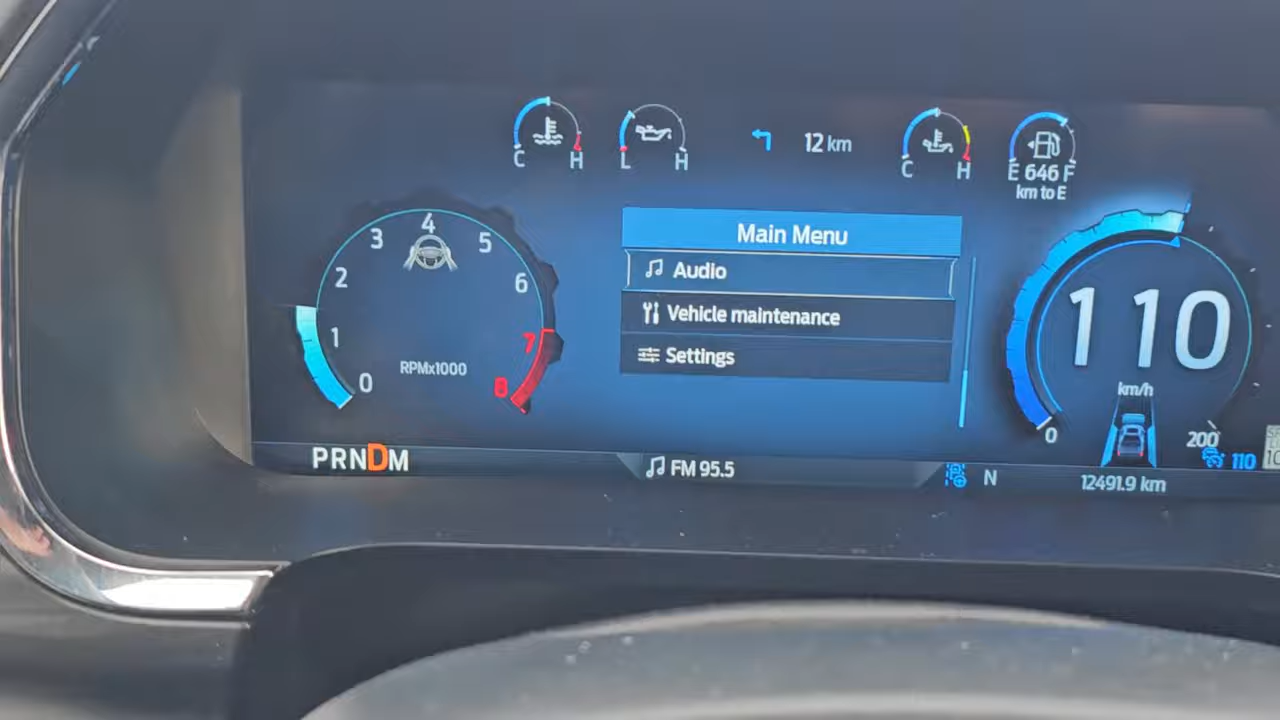 12 km
C H
L H
C H
E 646 F
km to E
Main Menu
Audio
Vehicle maintenance
Settings
0 1 2 3 4 5 6 7 8
RPMx1000
110
km/h
0 200
110
PRNDM
FM 95.5
N
12491.9 km